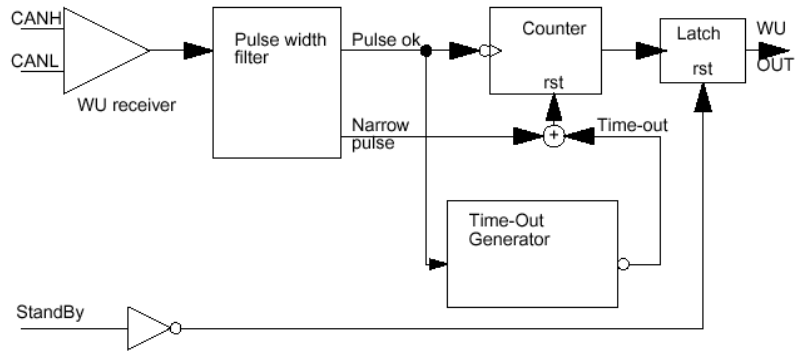 CANH
CANL
WU receiver
Pulse width
filter
Pulse ok
Narrow
pulse
Counter
rst
+
Time-out
Latch
rst
WU
OUT
Time-Out
Generator
StandBy